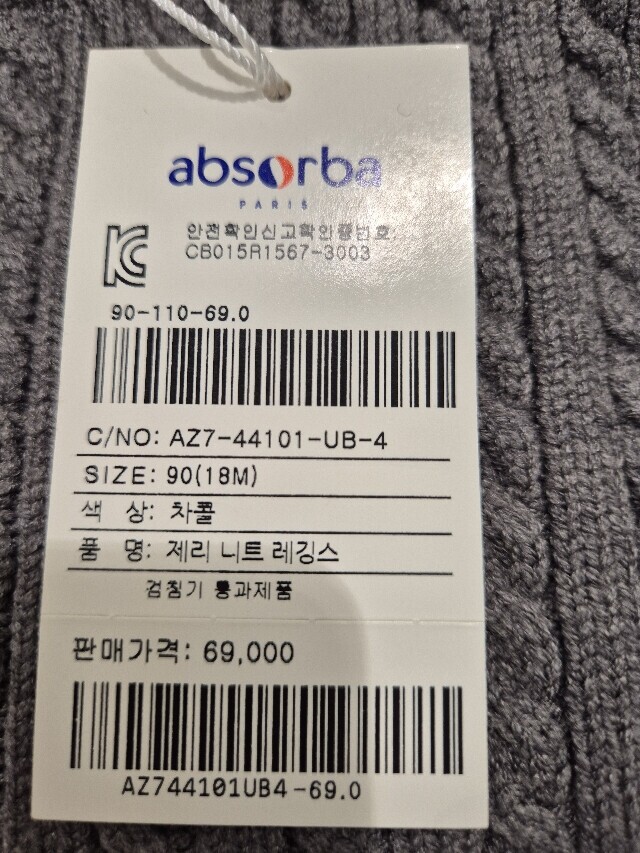 absorba
PARIS
안전확인신고확인증번호:
CB015R1567-3003
90-110-69.0
C/NO: AZ7-44101-UB-4
SIZE: 90(18M)
색 상: 차콜
품 명: 제리 니트 레깅스
검침기 통과제품
판매가격: 69,000
AZ744101UB4-69.0